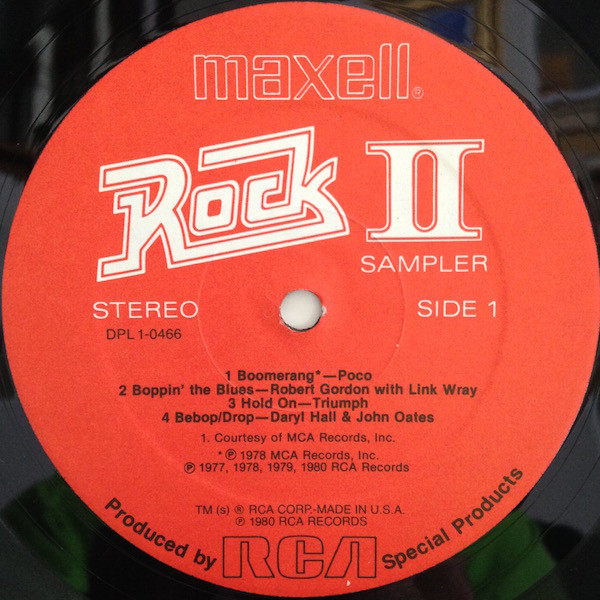 maxell®
Rock II
SAMPLER
STEREO
SIDE 1
DPL 1-0466
1 Boomerang*—Poco
2 Boppin' the Blues—Robert Gordon with Link Wray
3 Hold On—Triumph
4 Bebop/Drop—Daryl Hall & John Oates
1. Courtesy of MCA Records, Inc.
* ℗ 1978 MCA Records, Inc.
℗ 1977, 1978, 1979, 1980 RCA Records
TM (s) ® RCA CORP.-MADE IN U.S.A.
℗ 1980 RCA RECORDS
Produced by RCA Special Products